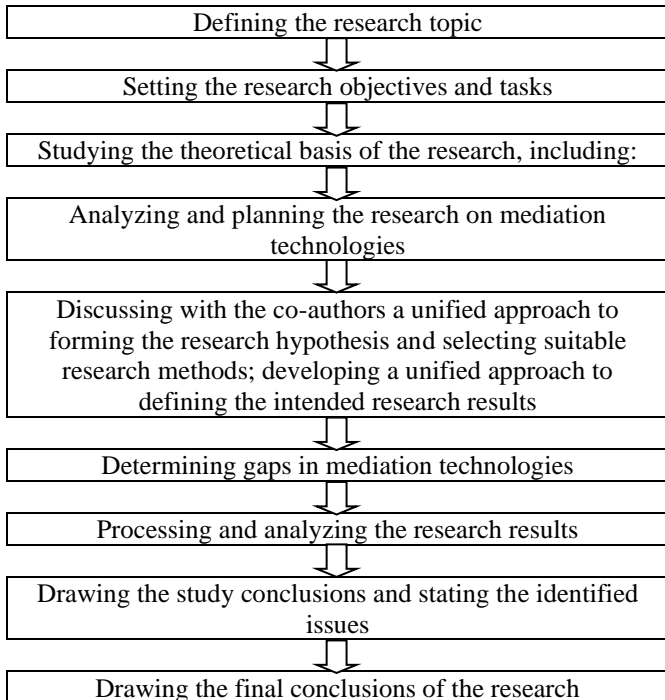 Defining the research topic
Setting the research objectives and tasks
Studying the theoretical basis of the research, including:
Analyzing and planning the research on mediation
technologies
Discussing with the co-authors a unified approach to
forming the research hypothesis and selecting suitable
research methods; developing a unified approach to
defining the intended research results
Determining gaps in mediation technologies
Processing and analyzing the research results
Drawing the study conclusions and stating the identified
issues
Drawing the final conclusions of the research